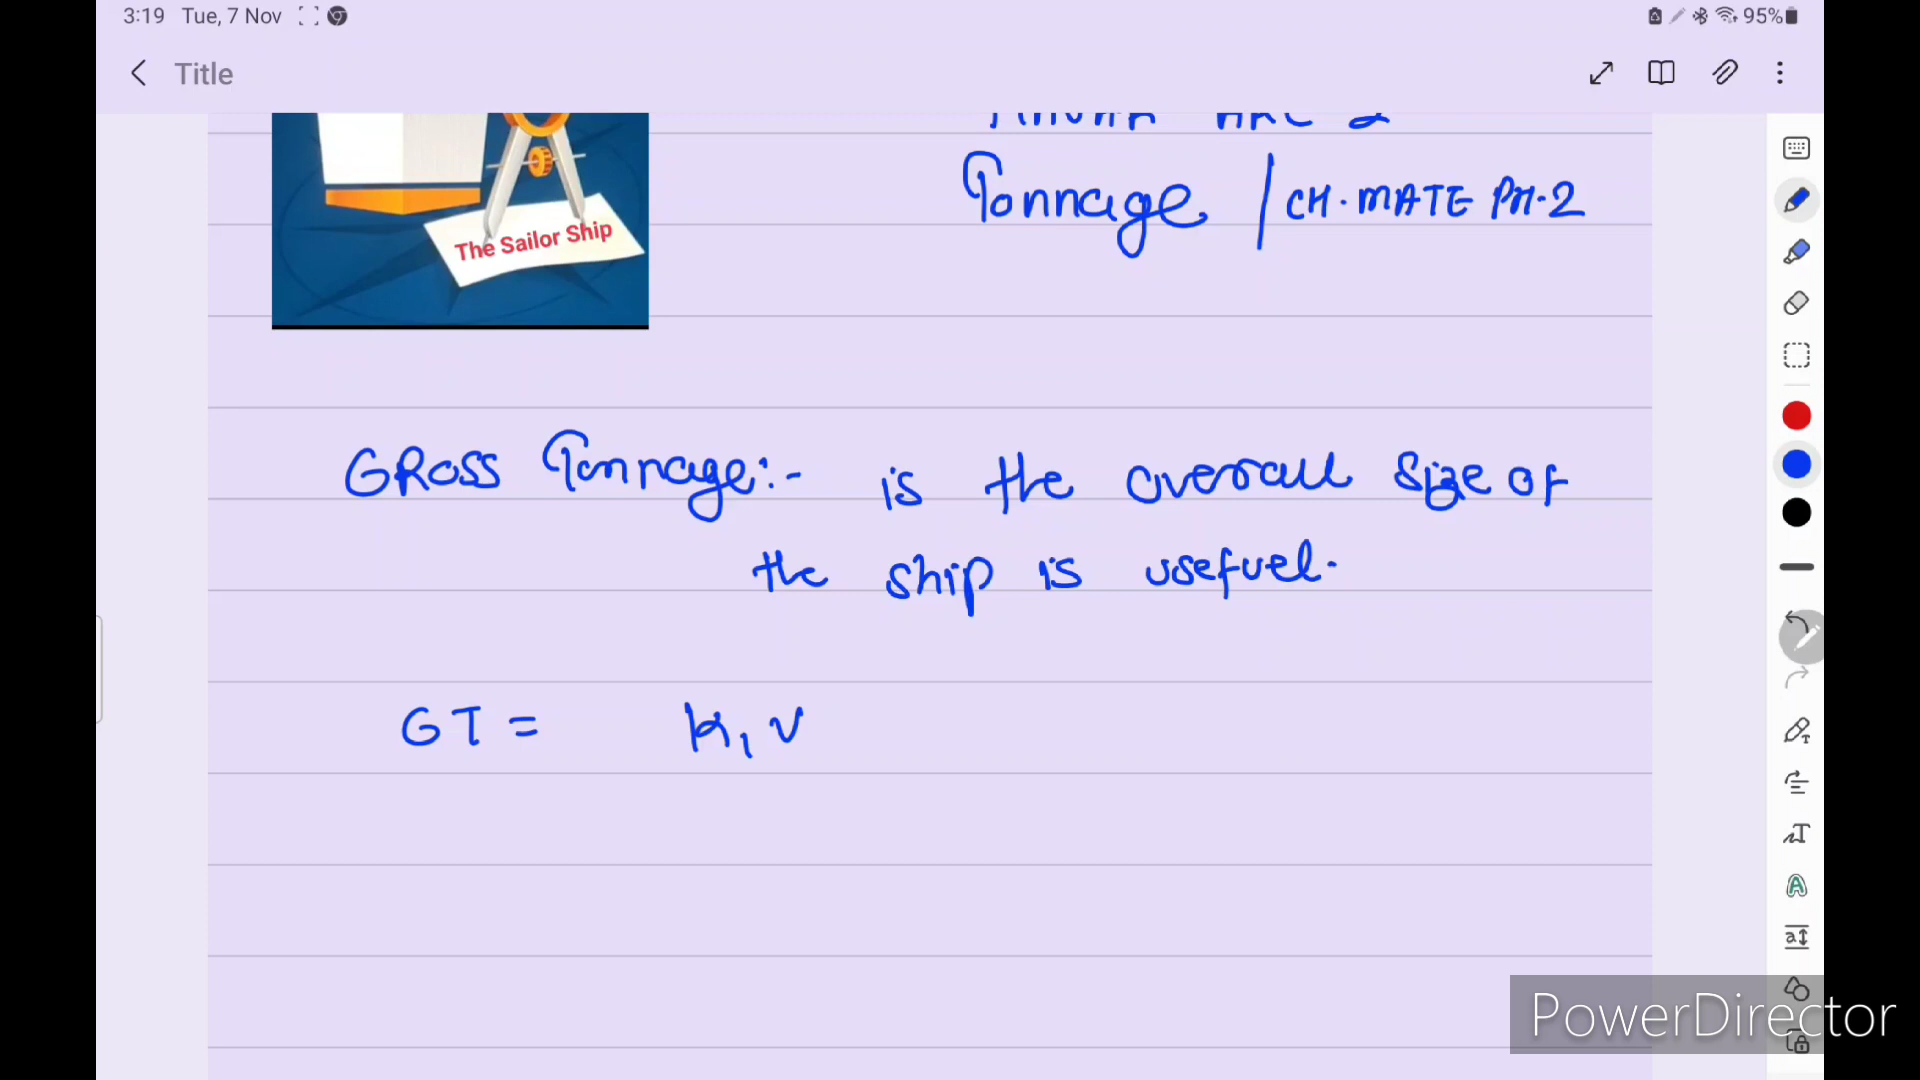 3:19 Tue, 7 Nov
95%
Title
The Sailor Ship
Tonnage / CH. MATE PH-2
GROSS Tonnage:- is the overall size of
the ship is usefuel.
GT = K1 V
PowerDirector